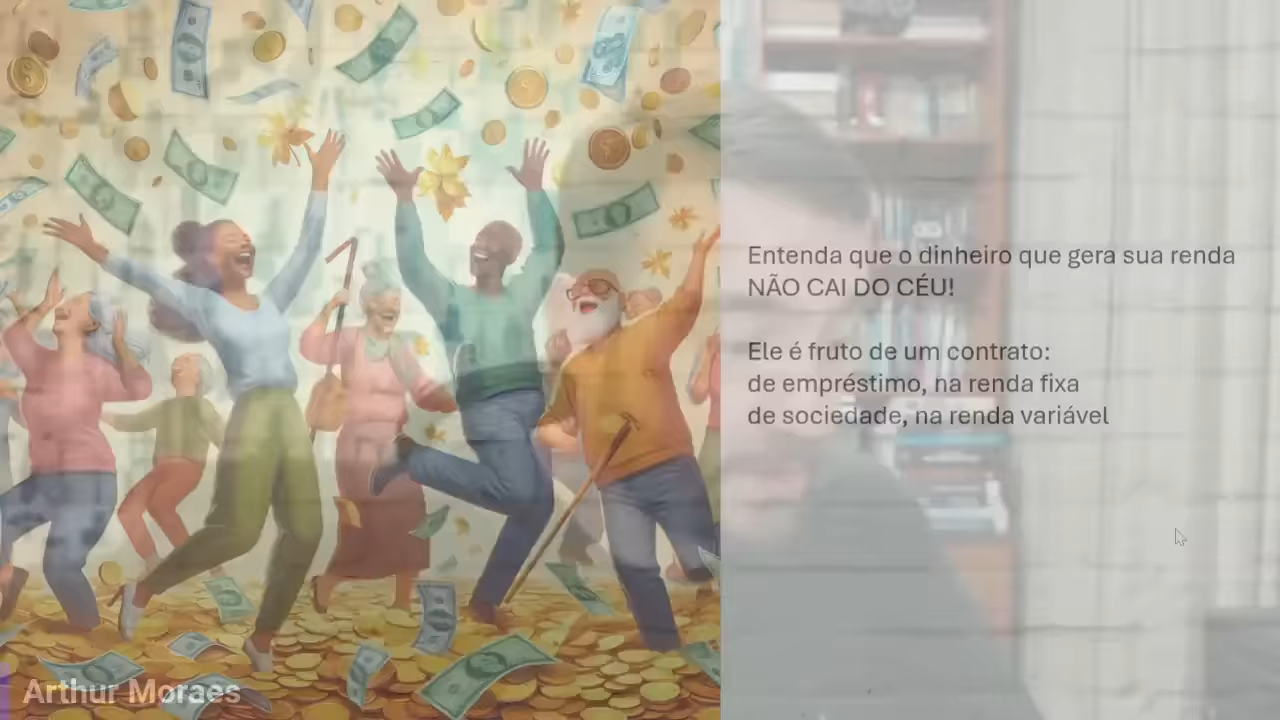 Entenda que o dinheiro que gera sua renda
NÃO CAI DO CÉU!
Ele é fruto de um contrato:
de empréstimo, na renda fixa
de sociedade, na renda variável
Arthur Moraes